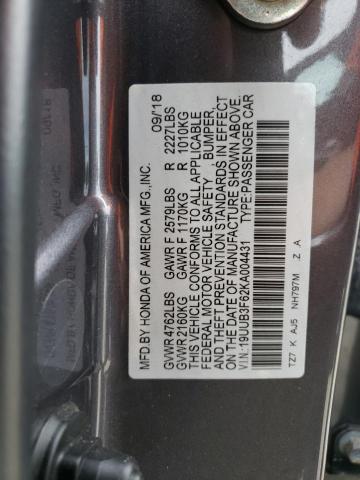 MFD BY HONDA OF AMERICA MFG.,INC. 09/18
GVWR 4762LBS GAWR F 2579LBS R 2227LBS
GVWR 2160KG GAWR F 1170KG R 1010KG
THIS VEHICLE CONFORMS TO ALL APPLICABLE
FEDERAL MOTOR VEHICLE SAFETY BUMPER,
AND THEFT PREVENTION STANDARDS IN EFFECT
ON THE DATE OF MANUFACTURE SHOWN ABOVE.
V.I.N.:19UUB3F62KA004431 TYPE:PASSENGER CAR
TZ7 K AJ5 NH797M Z A